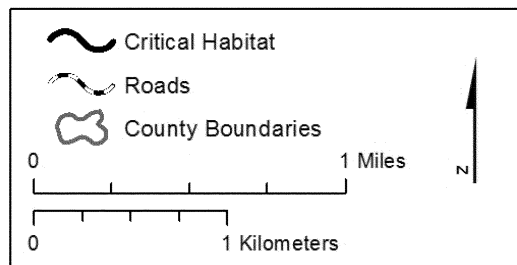 Critical Habitat
Roads
County Boundaries
0 1 Miles
0 1 Kilometers
N